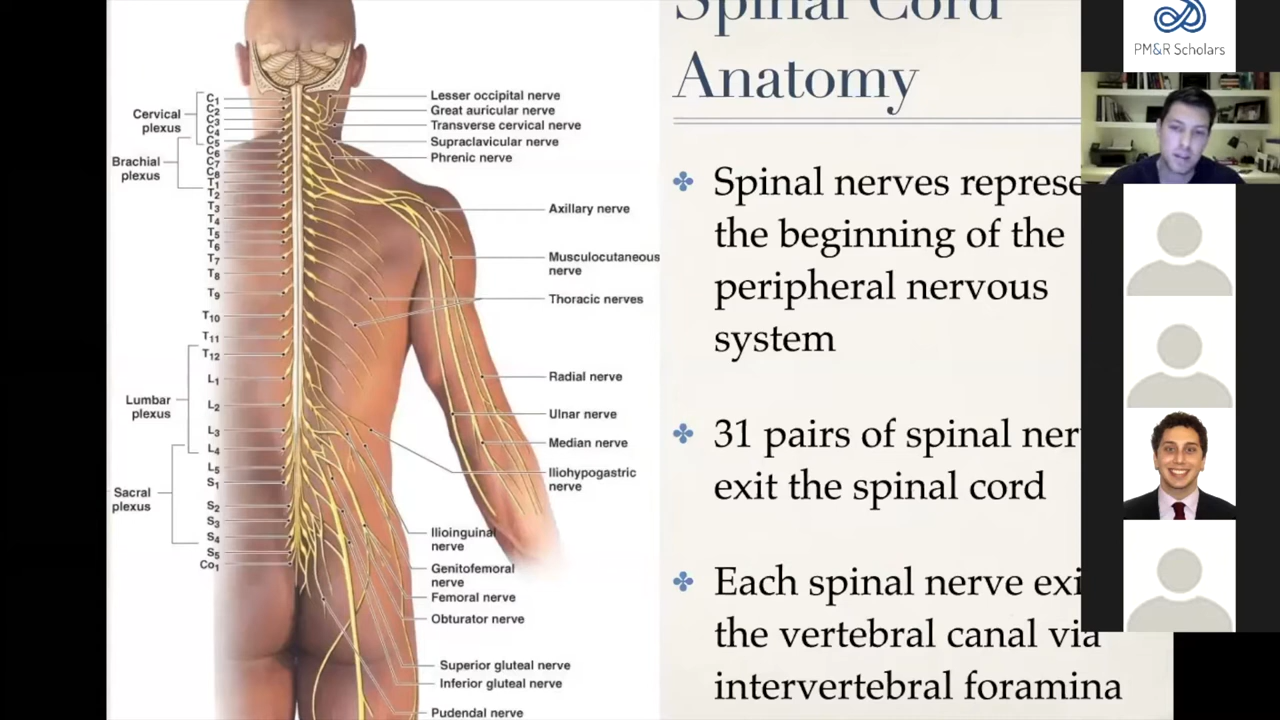 Spinal Cord
Anatomy
Spinal nerves represe
the beginning of the
peripheral nervous
system
31 pairs of spinal ner
exit the spinal cord
Each spinal nerve exi
the vertebral canal via
intervertebral foramina
Cervical
plexus
Brachial
plexus
Lumbar
plexus
Sacral
plexus
C1
C2
C3
C4
C5
C6
C7
C8
T1
T2
T3
T4
T5
T6
T7
T8
T9
T10
T11
T12
L1
L2
L3
L4
L5
S1
S2
S3
S4
S5
Co1
Lesser occipital nerve
Great auricular nerve
Transverse cervical nerve
Supraclavicular nerve
Phrenic nerve
Axillary nerve
Musculocutaneous
nerve
Thoracic nerves
Radial nerve
Ulnar nerve
Median nerve
Iliohypogastric
nerve
Ilioinguinal
nerve
Genitofemoral
nerve
Femoral nerve
Obturator nerve
Superior gluteal nerve
Inferior gluteal nerve
Pudendal nerve
PM&R Scholars